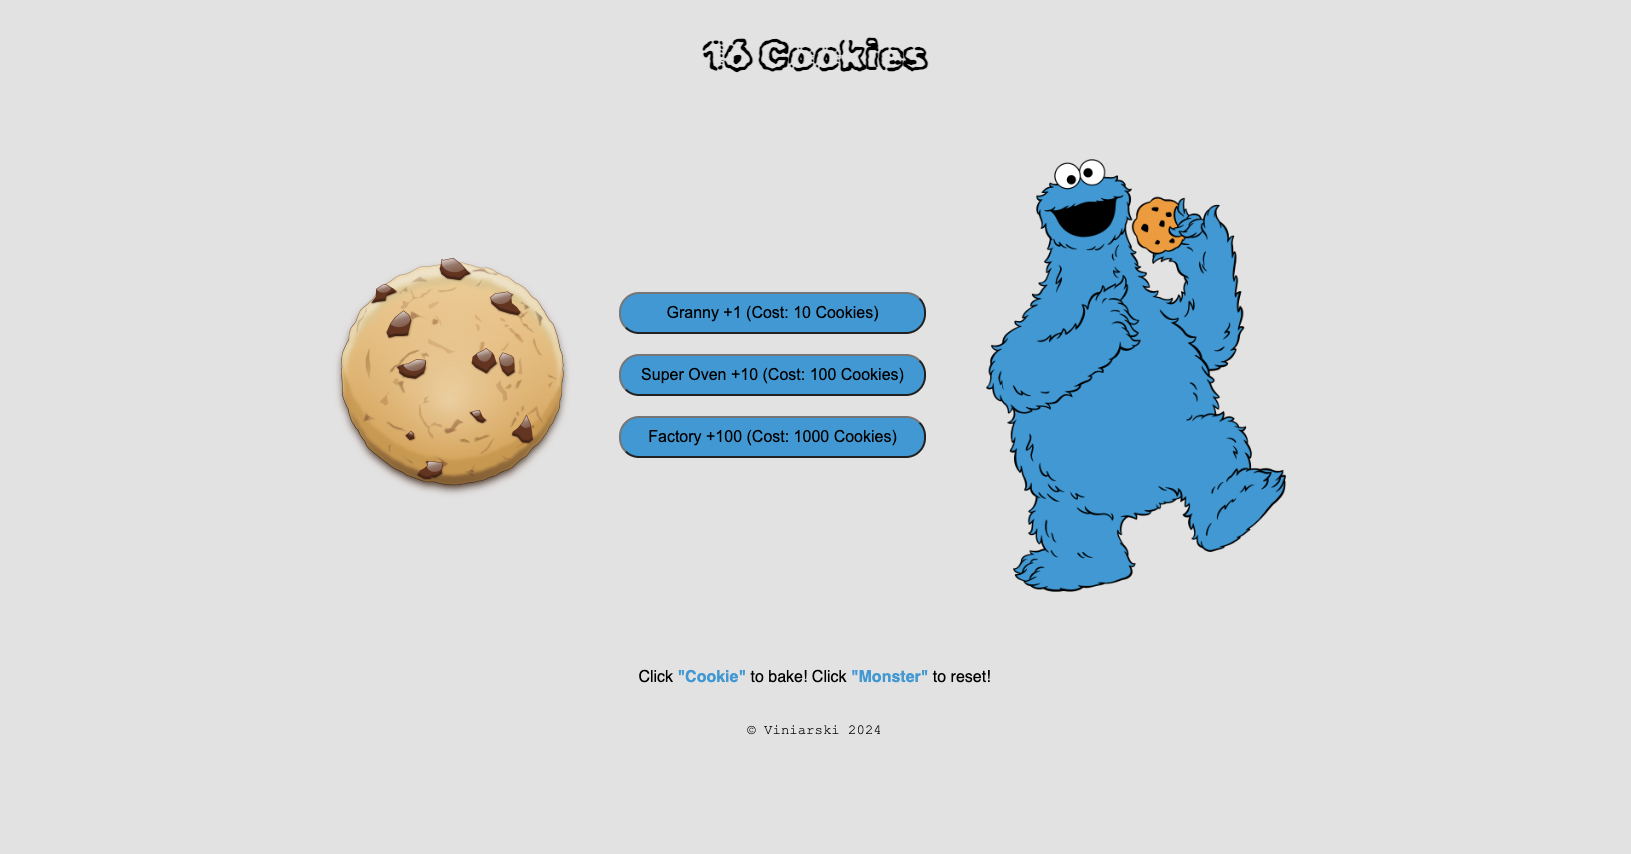 16 Cookies
Granny +1 (Cost: 10 Cookies)
Super Oven +10 (Cost: 100 Cookies)
Factory +100 (Cost: 1000 Cookies)
Click "Cookie" to bake! Click "Monster" to reset!
© Viniarski 2024